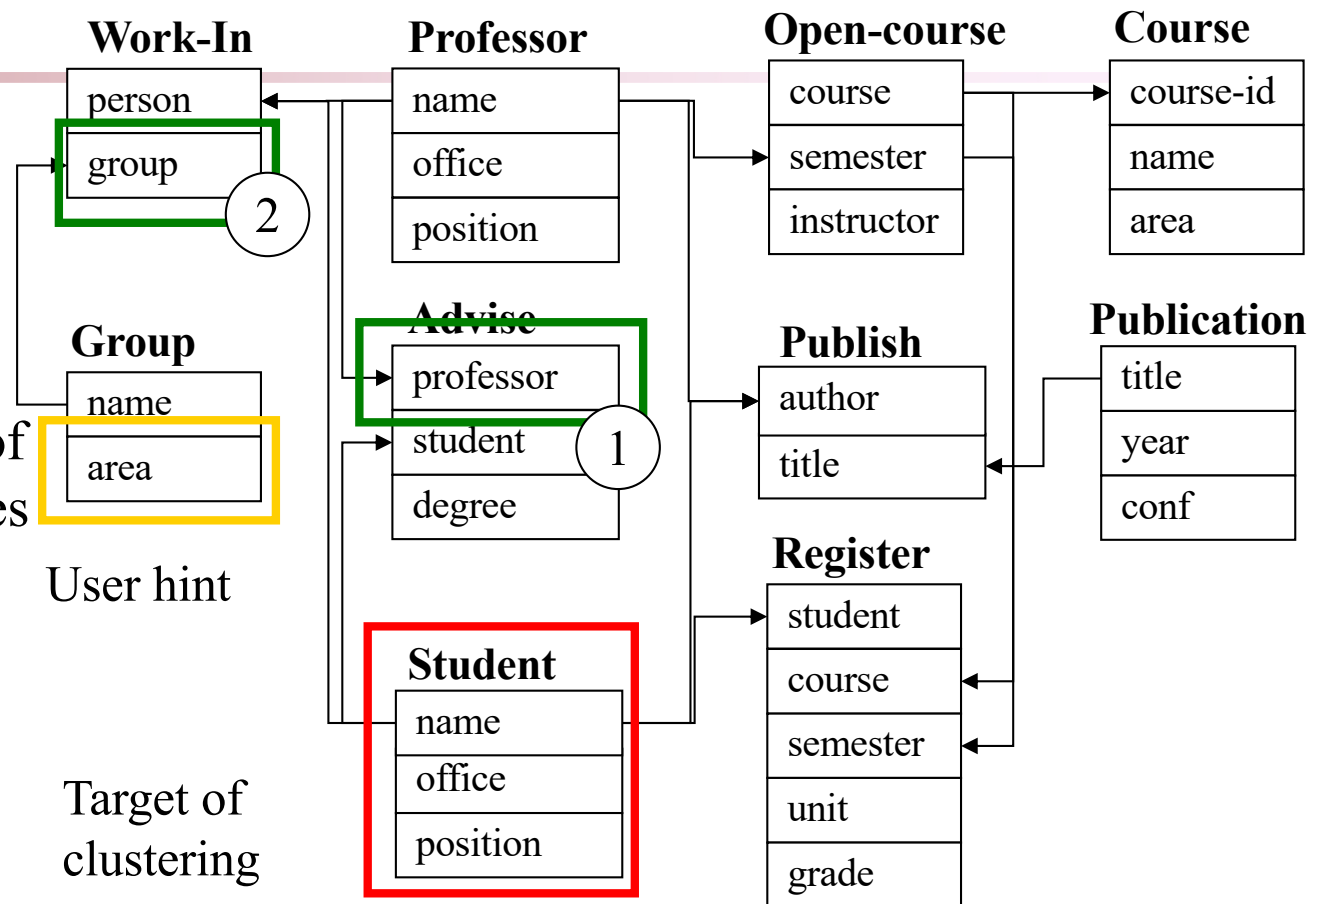 Work-In
person
group
2
Professor
name
office
position
Open-course
course
semester
instructor
Course
course-id
name
area
Group
name
area
of
es
User hint
Advise
professor
student
degree
1
Publish
author
title
Publication
title
year
conf
Student
name
office
position
Register
student
course
semester
unit
grade
Target of
clustering